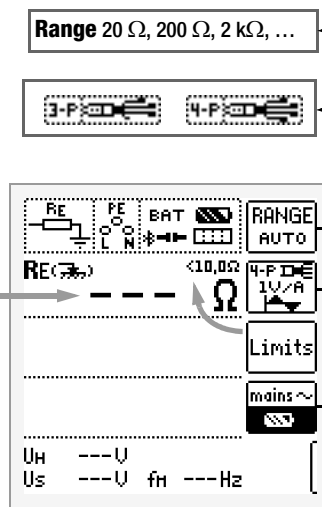 Range 20 Ω, 200 Ω, 2 kΩ, …
3-P 4-P
RE PE BAT RANGE
L N AUTO
RE( ) <10,0Ω 4-P
--- Ω 1V/A
Limits
mains ~
UH ---V
US ---V fM ---Hz